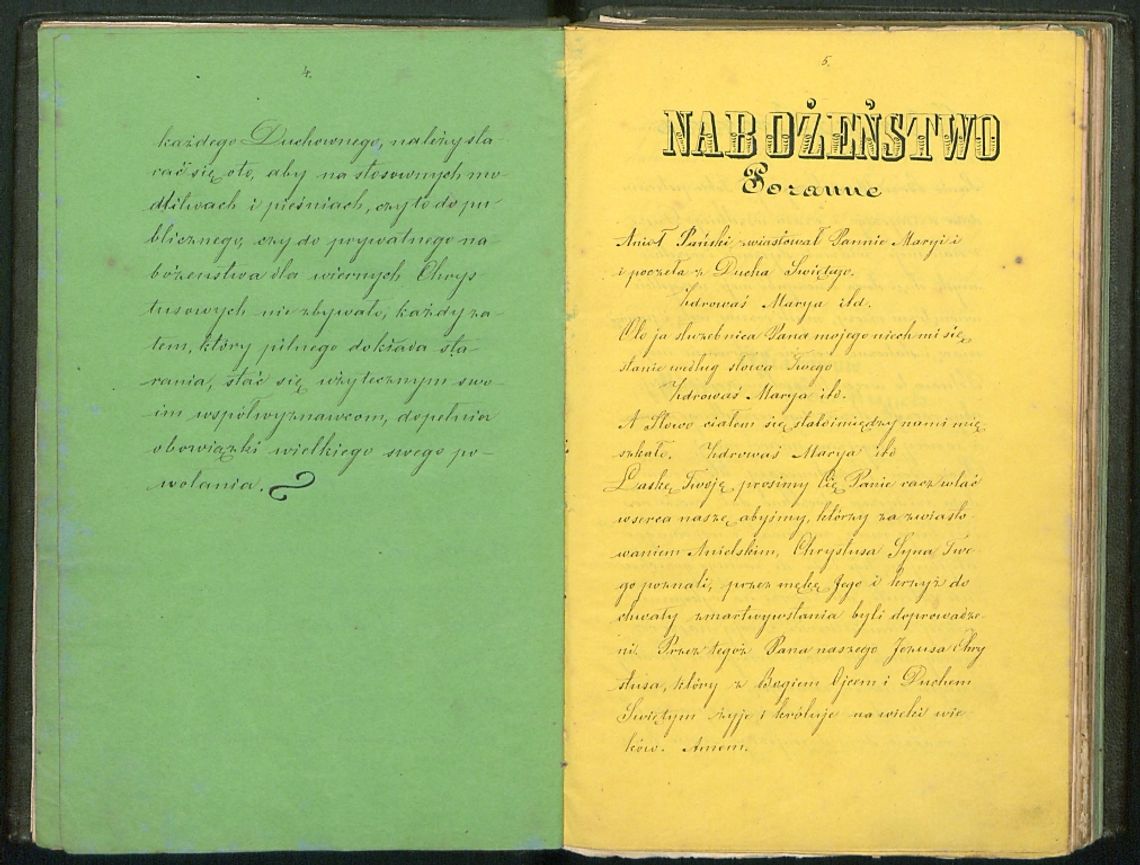 4.
każdego Duchownego, należy sta
rać się oto, aby na stosownych mo-
dlitwach i pieśniach, czy to do pu-
blicznego, czy do prywatnego na-
bożeństwa dla wiernych Chrys-
tusowych nie zbywało, każdy za-
tem, który pilnego dokłada sta-
rania, stać się użytecznym swo-
im współwyznawcom, dopełnia
obowiązki wielkiego swego po-
wołania.
5.
NABOŻEŃSTWO
Poranne
Anioł Pański zwiastował Pannie Maryi i
i poczęła z Ducha Świętego.
Zdrowaś Marya itd.
Oto ja służebnica Pana mojego niech mi się
stanie według słowa Twego
Zdrowaś Marya itd.
A Słowo ciałem się stało i między nami mię-
szkało. Zdrowaś Marya itd
Łaskę Twoję prosimy Cię Panie racz wlać
w serca nasze, abyśmy, którzy za zwiasto-
waniem Anielskim, Chrystusa Syna Twe-
go poznali, przez mękę Jego i krzyż do
chwały zmartwywstania byli doprowadze-
ni. Przez tegoż Pana naszego Jezusa Chry
stusa, który z Bogiem Ojcem i Duchem
Świętym żyje i króluje na wieki wie-
ków. Amem.